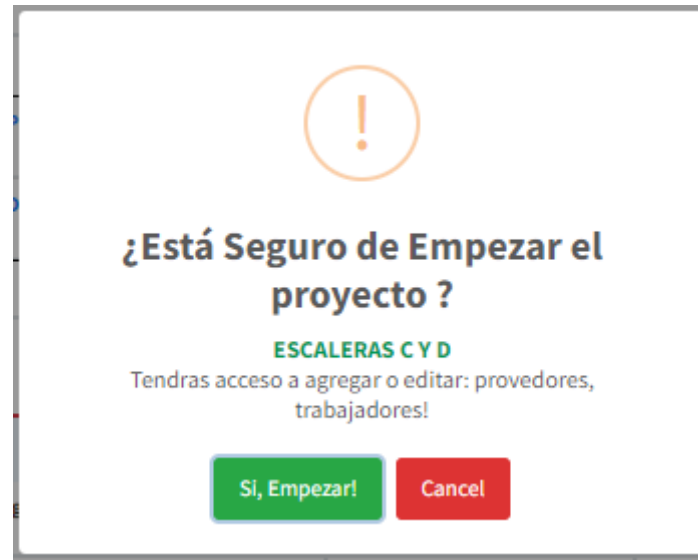 !
¿Está Seguro de Empezar el
proyecto ?
ESCALERAS C Y D
Tendras acceso a agregar o editar: provedores,
trabajadores!
Si, Empezar!
Cancel